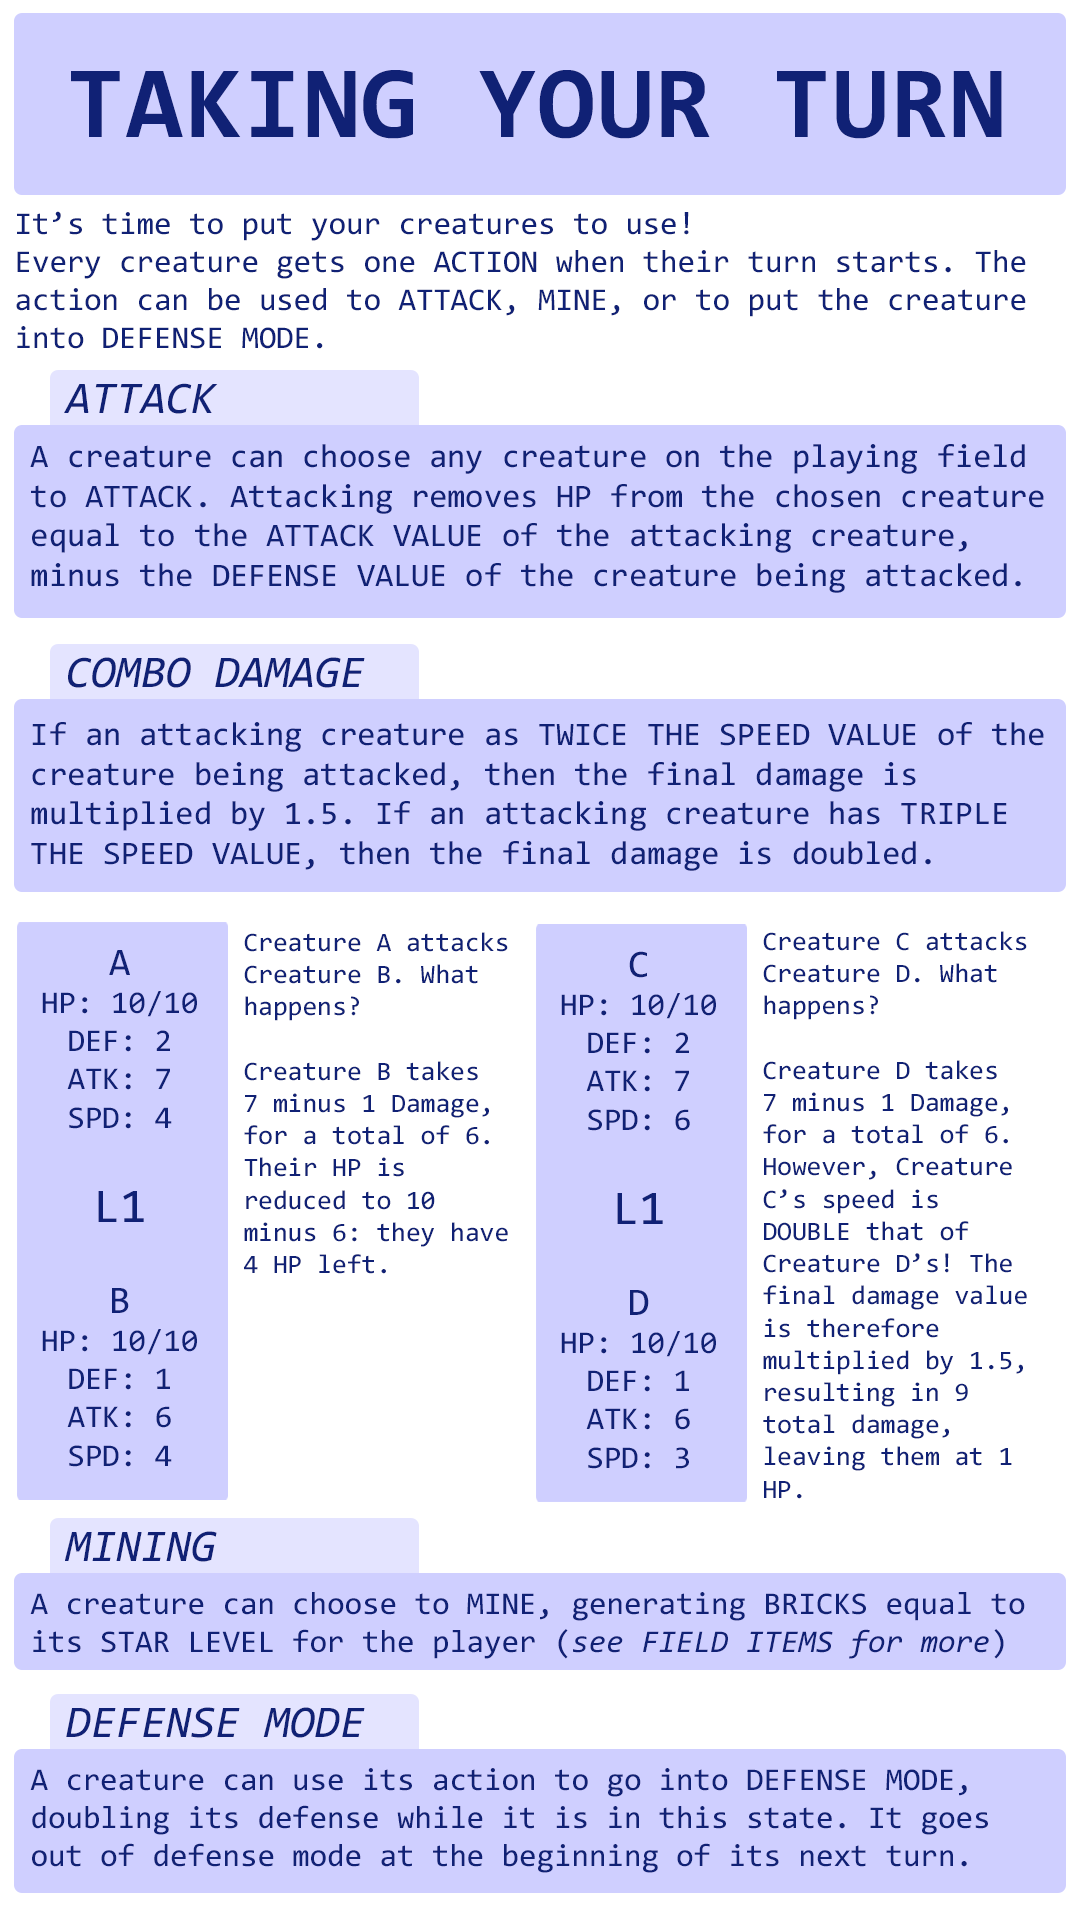 TAKING YOUR TURN
It’s time to put your creatures to use!
Every creature gets one ACTION when their turn starts. The
action can be used to ATTACK, MINE, or to put the creature
into DEFENSE MODE.
ATTACK
A creature can choose any creature on the playing field
to ATTACK. Attacking removes HP from the chosen creature
equal to the ATTACK VALUE of the attacking creature,
minus the DEFENSE VALUE of the creature being attacked.
COMBO DAMAGE
If an attacking creature as TWICE THE SPEED VALUE of the
creature being attacked, then the final damage is
multiplied by 1.5. If an attacking creature has TRIPLE
THE SPEED VALUE, then the final damage is doubled.
A
HP: 10/10
DEF: 2
ATK: 7
SPD: 4
L1
B
HP: 10/10
DEF: 1
ATK: 6
SPD: 4
Creature A attacks
Creature B. What
happens?
Creature B takes
7 minus 1 Damage,
for a total of 6.
Their HP is
reduced to 10
minus 6: they have
4 HP left.
C
HP: 10/10
DEF: 2
ATK: 7
SPD: 6
L1
D
HP: 10/10
DEF: 1
ATK: 6
SPD: 3
Creature C attacks
Creature D. What
happens?
Creature D takes
7 minus 1 Damage,
for a total of 6.
However, Creature
C’s speed is
DOUBLE that of
Creature D’s! The
final damage value
is therefore
multiplied by 1.5,
resulting in 9
total damage,
leaving them at 1
HP.
MINING
A creature can choose to MINE, generating BRICKS equal to
its STAR LEVEL for the player (see FIELD ITEMS for more)
DEFENSE MODE
A creature can use its action to go into DEFENSE MODE,
doubling its defense while it is in this state. It goes
out of defense mode at the beginning of its next turn.